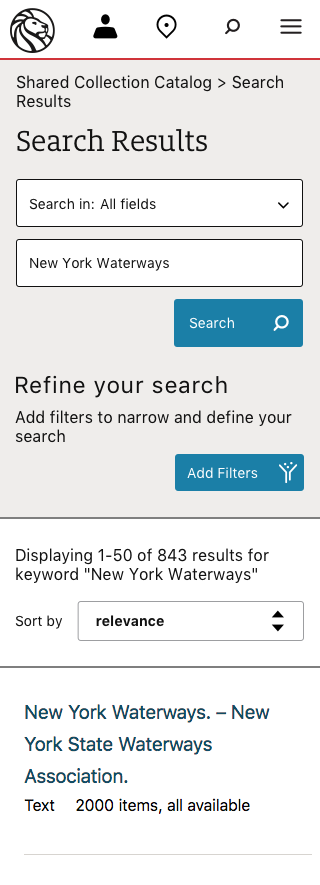 Shared Collection Catalog > Search
Results
Search Results
Search in: All fields
New York Waterways
Search
Refine your search
Add filters to narrow and define your
search
Add Filters
Displaying 1-50 of 843 results for
keyword "New York Waterways"
Sort by relevance
New York Waterways. – New
York State Waterways
Association.
Text 2000 items, all available